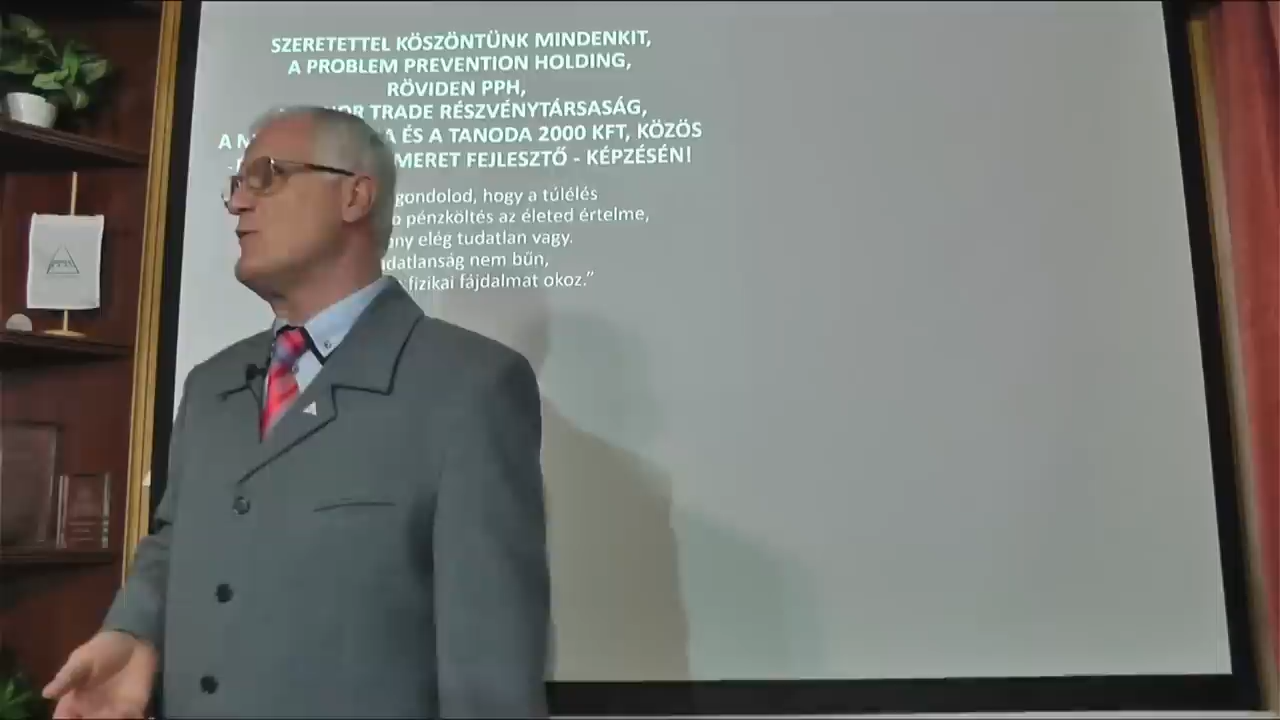 SZERETETTEL KÖSZÖNTÜNK MINDENKIT,
A PROBLEM PREVENTION HOLDING,
RÖVIDEN PPH,
TRADE RÉSZVÉNYTÁRSASÁG,
A ÉS A TANODA 2000 KFT, KÖZÖS
FEJLESZTŐ - KÉPZÉSÉN!
gondolod, hogy a túlélés
pénzköltés az életed értelme,
elég tudatlan vagy.
nem bűn,
fizikai fájdalmat okoz.”